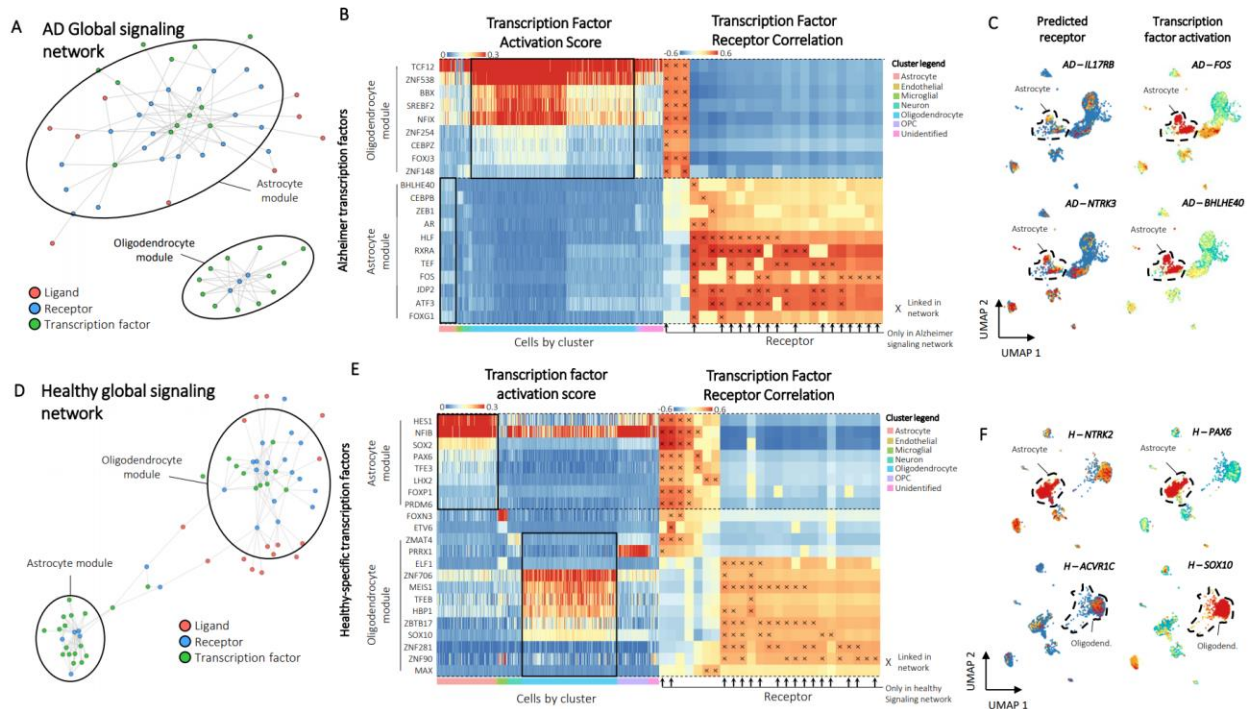 A
AD Global signaling
network
Astrocyte
module
Oligodendrocyte
module
Ligand
Receptor
Transcription factor
B
Transcription Factor
Activation Score
Transcription Factor
Receptor Correlation
0
0.3
-0.6
0.6
Alzheimer transcription factors
Oligodendrocyte
module
Astrocyte
module
TCF12
ZNF538
BBX
SREBF2
NFIX
ZNF254
CEBPZ
FOXJ3
ZNF148
BHLHE40
CEBPB
ZEB1
AR
HLF
RXRA
TEF
FOS
JDP2
ATF3
FOXG1
Cluster legend
Astrocyte
Endothelial
Microglial
Neuron
Oligodendrocyte
OPC
Unidentified
X Linked in
network
Only in Alzheimer
signaling network
Cells by cluster
Receptor
C
Predicted
receptor
Transcription
factor activation
AD-IL17RB
AD-FOS
Astrocyte
Astrocyte
AD-NTRK3
AD-BHLHE40
Astrocyte
Astrocyte
UMAP 2
UMAP 1
D
Healthy global signaling
network
Oligodendrocyte
module
Astrocyte module
Ligand
Receptor
Transcription factor
E
Transcription factor
activation score
Transcription Factor
Receptor Correlation
0
0.3
-0.6
0.6
Healthy-specific transcription factors
Astrocyte
module
Oligodendrocyte
module
HES1
NFIB
SOX2
PAX6
TFE3
LHX2
FOXP1
PRDM6
FOXN3
ETV6
ZMAT4
PRRX1
ELF1
ZNF706
MEIS1
TFEB
HBP1
ZBTB17
SOX10
ZNF281
ZNF90
MAX
Cluster legend
Astrocyte
Endothelial
Microglial
Neuron
Oligodendrocyte
OPC
Unidentified
X Linked in
network
Only in healthy
Signaling network
Cells by cluster
Receptor
F
H-NTRK2
H-PAX6
Astrocyte
Astrocyte
H-ACVR1C
H-SOX10
Oligodend.
Oligodend.
UMAP 2
UMAP 1